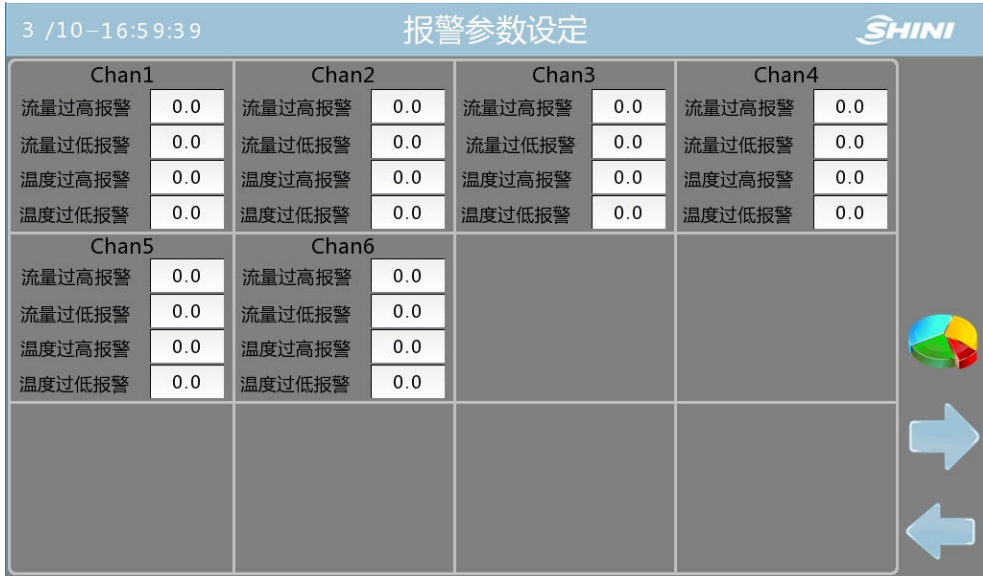 3 /10-16:59:39 报警参数设定 SHINI
Chan1 Chan2 Chan3 Chan4
流量过高报警 0.0 流量过高报警 0.0 流量过高报警 0.0 流量过高报警 0.0
流量过低报警 0.0 流量过低报警 0.0 流量过低报警 0.0 流量过低报警 0.0
温度过高报警 0.0 温度过高报警 0.0 温度过高报警 0.0 温度过高报警 0.0
温度过低报警 0.0 温度过低报警 0.0 温度过低报警 0.0 温度过低报警 0.0
Chan5 Chan6
流量过高报警 0.0 流量过高报警 0.0
流量过低报警 0.0 流量过低报警 0.0
温度过高报警 0.0 温度过高报警 0.0
温度过低报警 0.0 温度过低报警 0.0